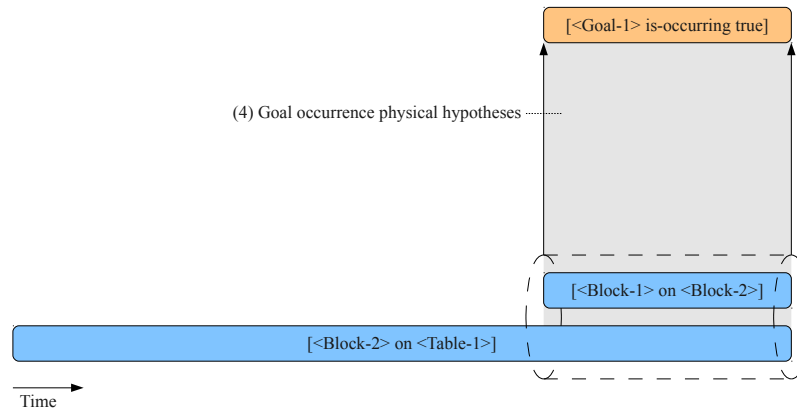 [<Goal-1> is-occurring true]
(4) Goal occurrence physical hypotheses
[<Block-1> on <Block-2>]
[<Block-2> on <Table-1>]
Time